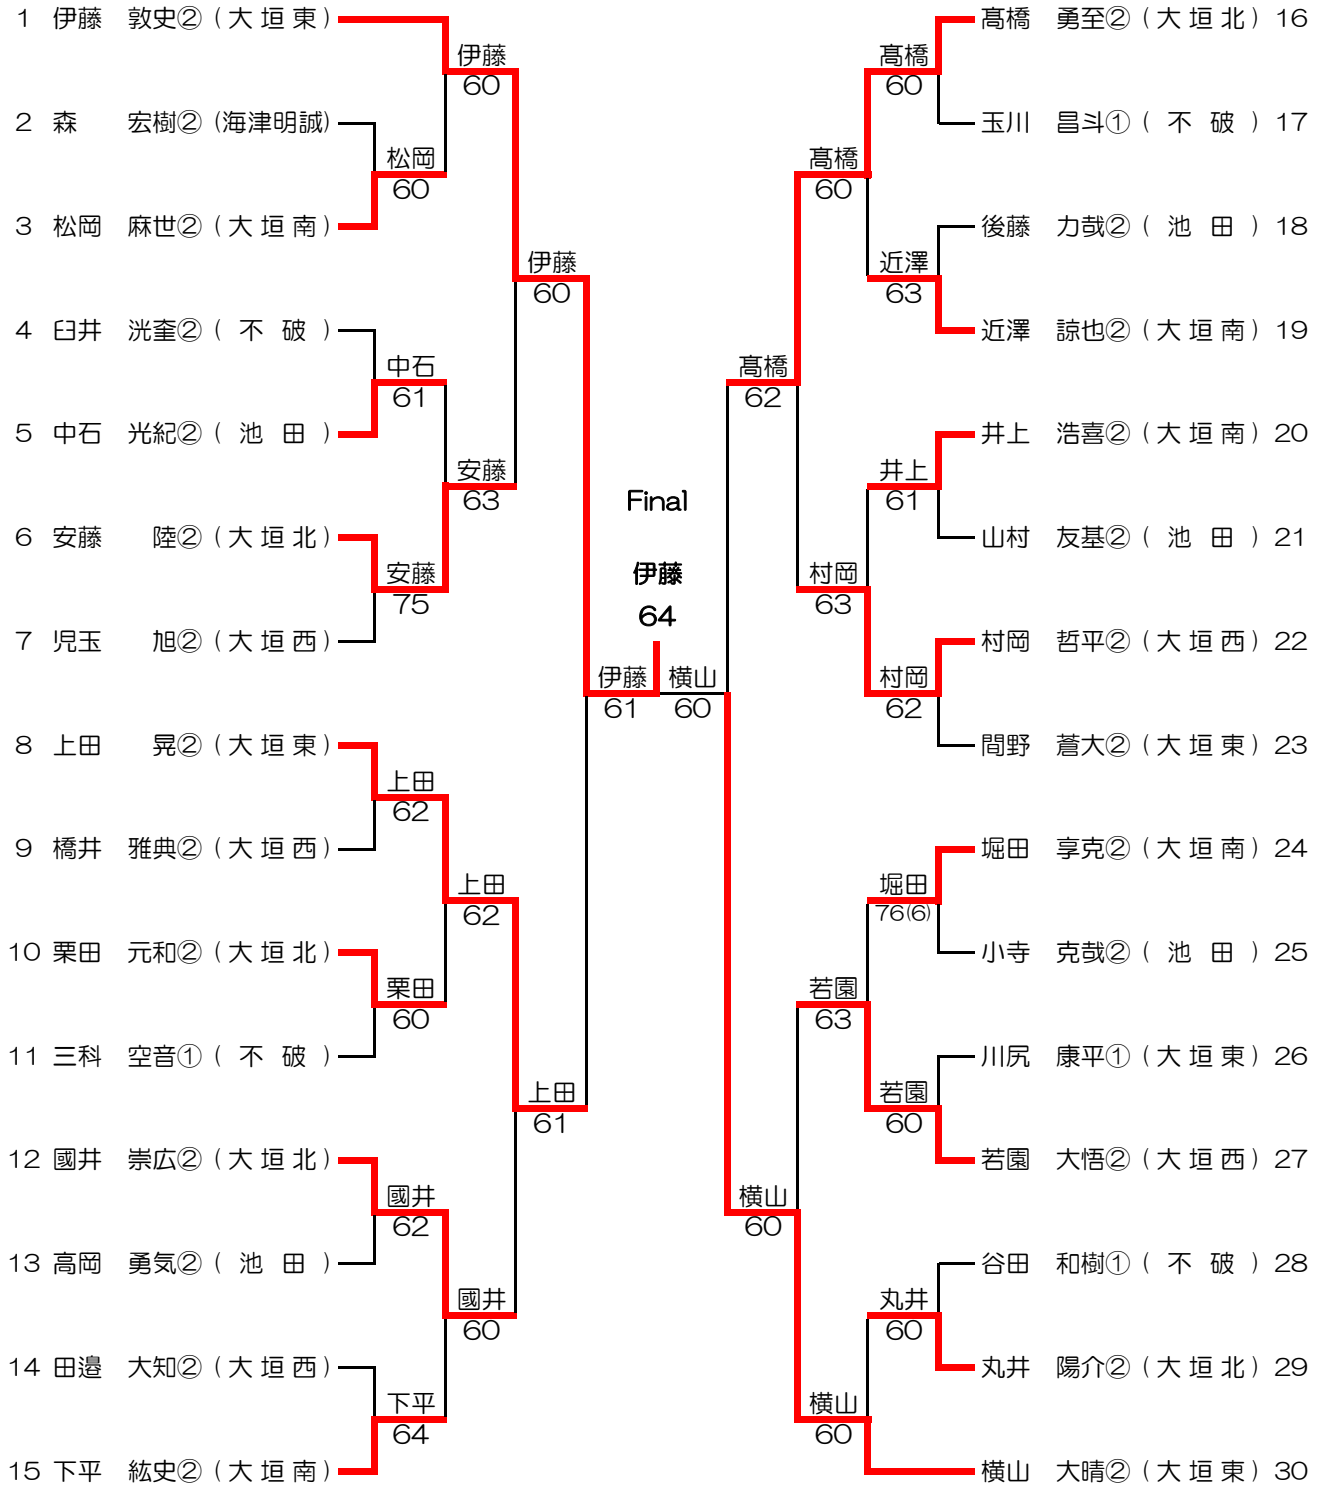 1 伊藤 敦史② (大垣東)
2 森 宏樹② (海津明誠)
3 松岡 麻世② (大垣南)
4 臼井 洸奎② (不破)
5 中石 光紀② (池田)
6 安藤 陸② (大垣北)
7 児玉 旭② (大垣西)
8 上田 晃② (大垣東)
9 橋井 雅典② (大垣西)
10 栗田 元和② (大垣北)
11 三科 空音① (不破)
12 國井 崇広② (大垣北)
13 高岡 勇気② (池田)
14 田邉 大知② (大垣西)
15 下平 紘史② (大垣南)
松岡
60
中石
61
安藤
75
上田
62
栗田
60
國井
62
下平
64
伊藤
60
安藤
63
上田
62
國井
60
伊藤
60
上田
61
伊藤
61
Final
伊藤
64
横山
60
髙橋
62
横山
60
髙橋
60
村岡
63
若園
63
横山
60
髙橋
60
近澤
63
井上
61
村岡
62
堀田
76(6)
若園
60
丸井
60
髙橋 勇至② (大垣北) 16
玉川 昌斗① (不破) 17
後藤 力哉② (池田) 18
近澤 諒也② (大垣南) 19
井上 浩喜② (大垣南) 20
山村 友基② (池田) 21
村岡 哲平② (大垣西) 22
間野 蒼大② (大垣東) 23
堀田 享克② (大垣南) 24
小寺 克哉② (池田) 25
川尻 康平① (大垣東) 26
若園 大悟② (大垣西) 27
谷田 和樹① (不破) 28
丸井 陽介② (大垣北) 29
横山 大晴② (大垣東) 30